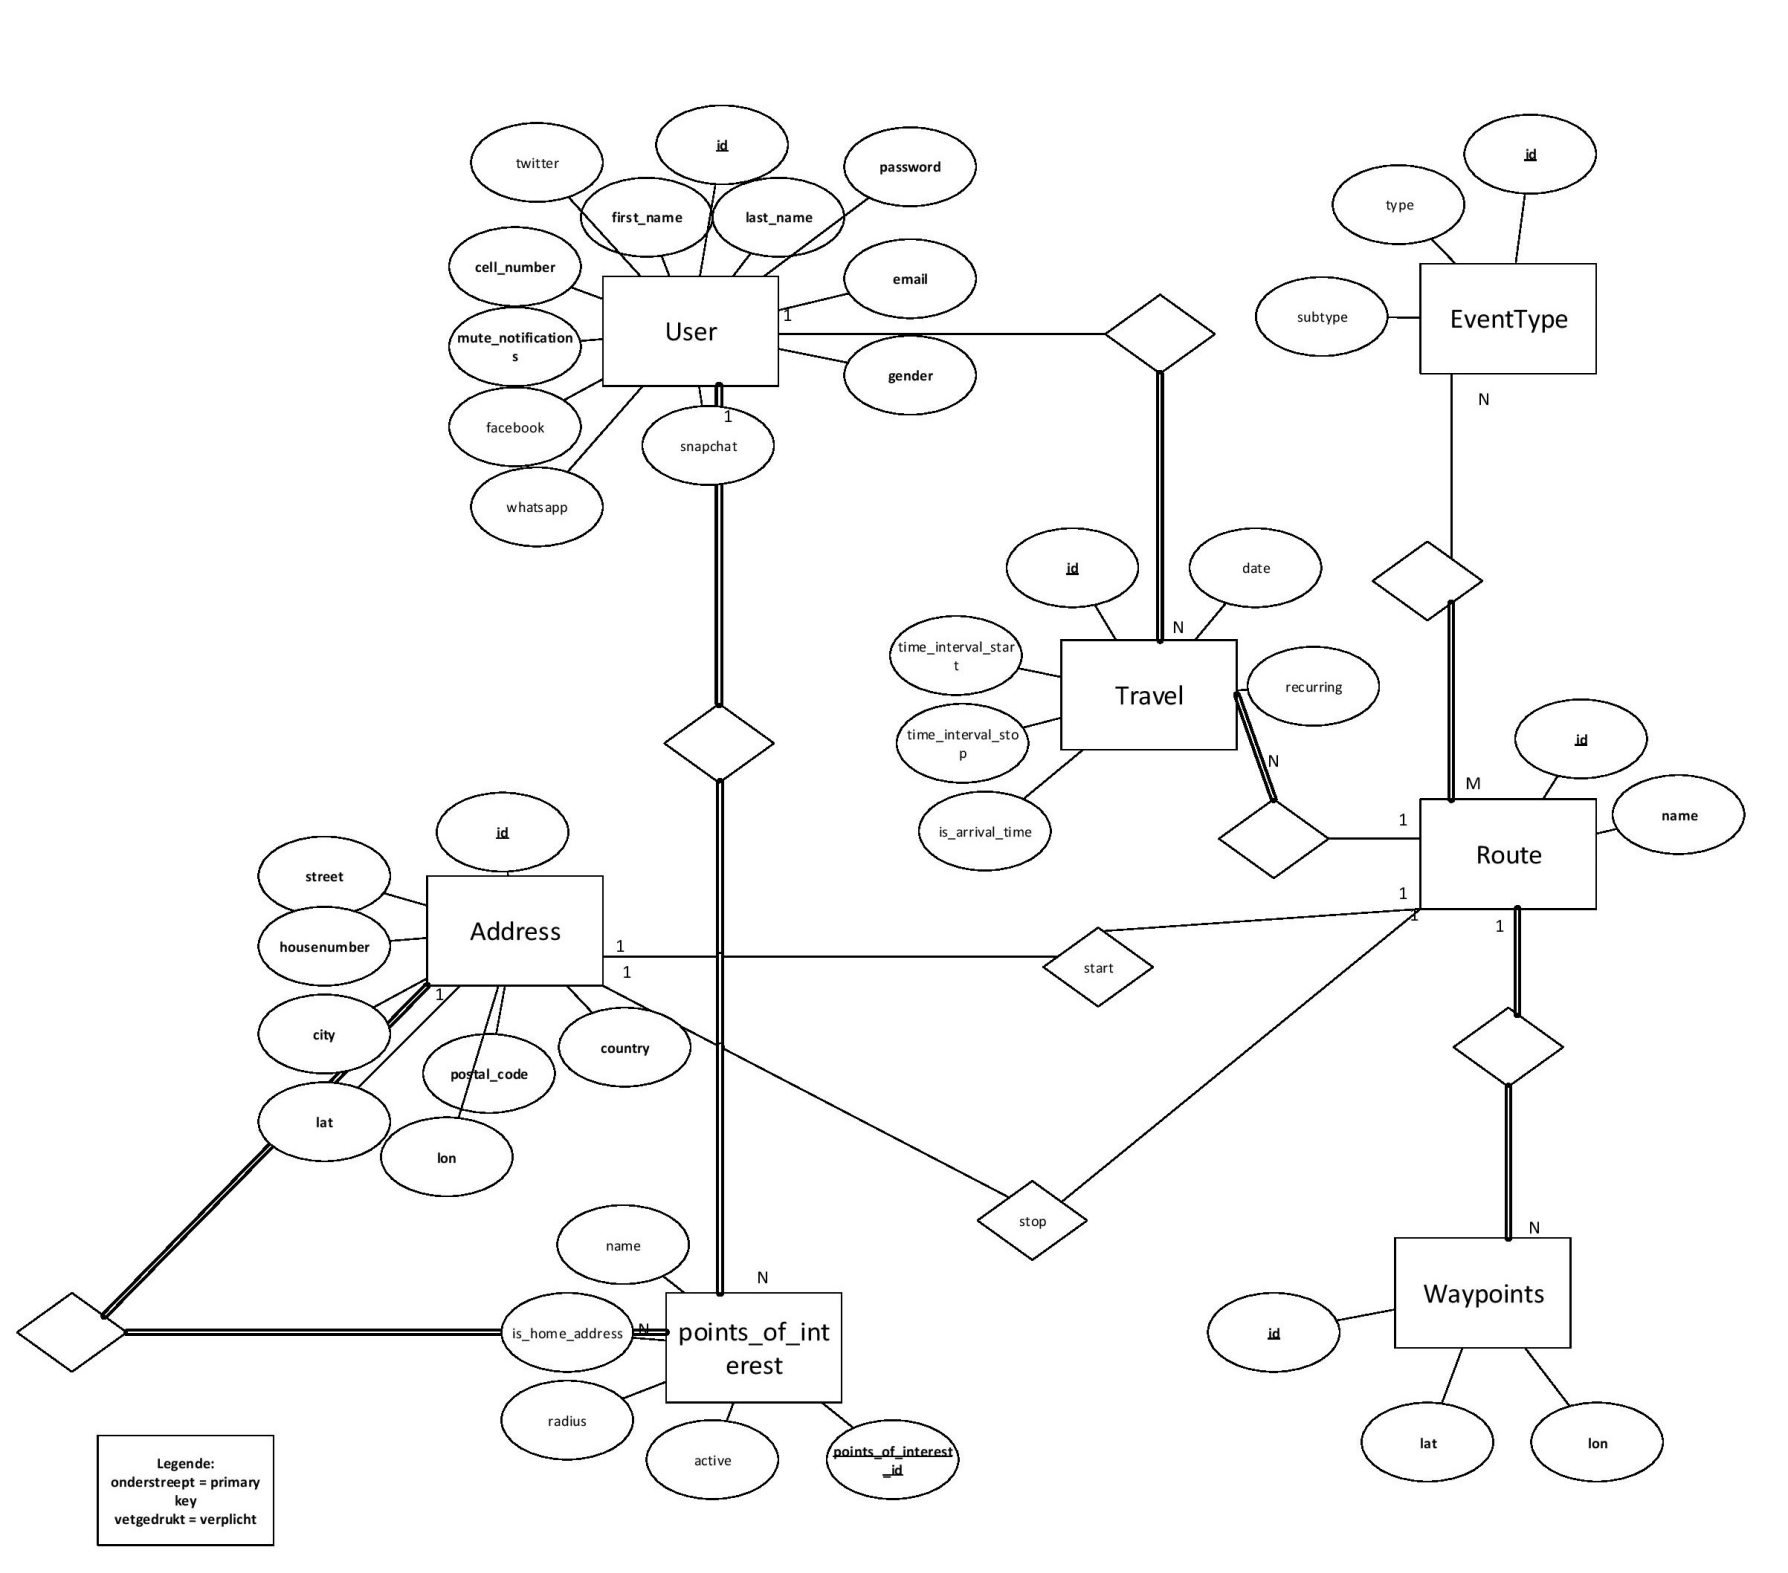 id
twitter
password
first_name
last_name
cell_number
email
User
1
mute_notification
s
gender
facebook
1
snapchat
whatsapp
id
type
subtype
EventType
N
id
date
N
time_interval_star
t
Travel
recurring
time_interval_sto
p
N
is_arrival_time
M
id
name
1
Route
1
1
1
id
street
Address
housenumber
1
1
1
city
postal_code
country
lat
lon
start
stop
name
N
is_home_address
N
points_of_int
erest
radius
active
points_of_interest
_id
N
Waypoints
id
lat
lon
Legende:
onderstreept = primary
key
vetgedrukt = verplicht